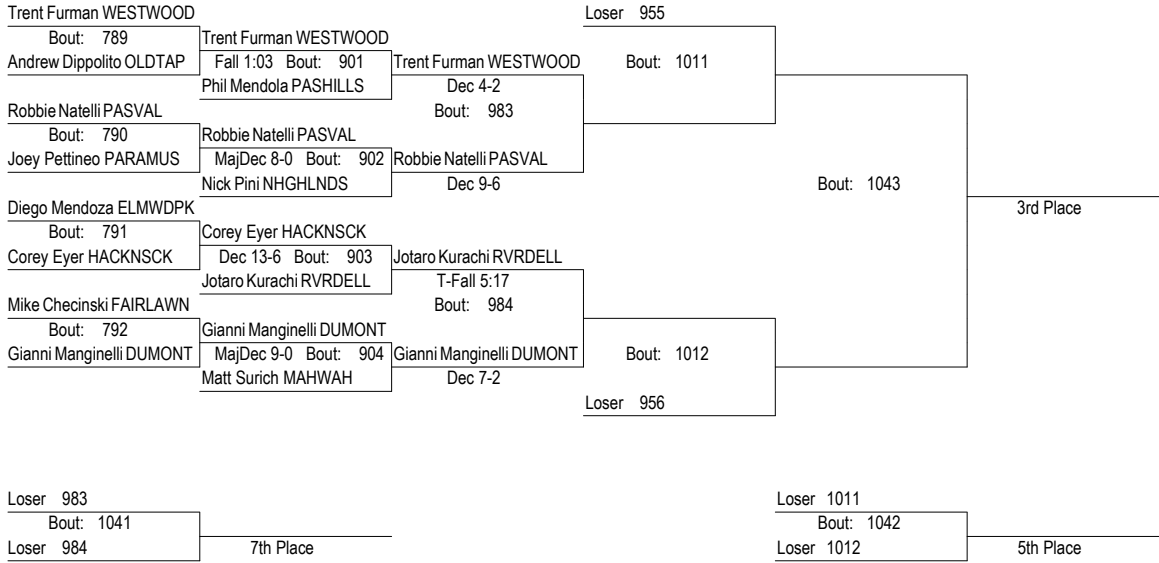 Trent Furman WESTWOOD
Loser 955
Bout: 789
Trent Furman WESTWOOD
Andrew Dippolito OLDTAP
Fall 1:03 Bout: 901
Trent Furman WESTWOOD
Bout: 1011
Phil Mendola PASHILLS
Dec 4-2
Robbie Natelli PASVAL
Bout: 983
Bout: 790
Robbie Natelli PASVAL
Joey Pettineo PARAMUS
MajDec 8-0 Bout: 902
Robbie Natelli PASVAL
Nick Pini NHGHLNDS
Dec 9-6
Bout: 1043
Diego Mendoza ELMWDPK
3rd Place
Bout: 791
Corey Eyer HACKNSCK
Corey Eyer HACKNSCK
Dec 13-6 Bout: 903
Jotaro Kurachi RVRDELL
Jotaro Kurachi RVRDELL
T-Fall 5:17
Mike Checinski FAIRLAWN
Bout: 984
Bout: 792
Gianni Manginelli DUMONT
Gianni Manginelli DUMONT
MajDec 9-0 Bout: 904
Gianni Manginelli DUMONT
Bout: 1012
Matt Surich MAHWAH
Dec 7-2
Loser 956
Loser 983
Loser 1011
Bout: 1041
Bout: 1042
Loser 984
7th Place
Loser 1012
5th Place